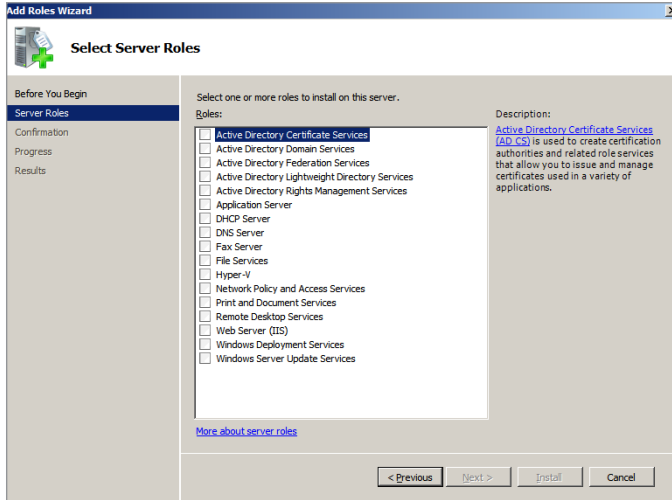 Add Roles Wizard
Select Server Roles
Before You Begin
Server Roles
Confirmation
Progress
Results
Select one or more roles to install on this server.
Roles:
Active Directory Certificate Services
Active Directory Domain Services
Active Directory Federation Services
Active Directory Lightweight Directory Services
Active Directory Rights Management Services
Application Server
DHCP Server
DNS Server
Fax Server
File Services
Hyper-V
Network Policy and Access Services
Print and Document Services
Remote Desktop Services
Web Server (IIS)
Windows Deployment Services
Windows Server Update Services
More about server roles
Description:
Active Directory Certificate Services
(AD CS) is used to create certification
authorities and related role services
that allow you to issue and manage
certificates used in a variety of
applications.
< Previous
Next >
Install
Cancel